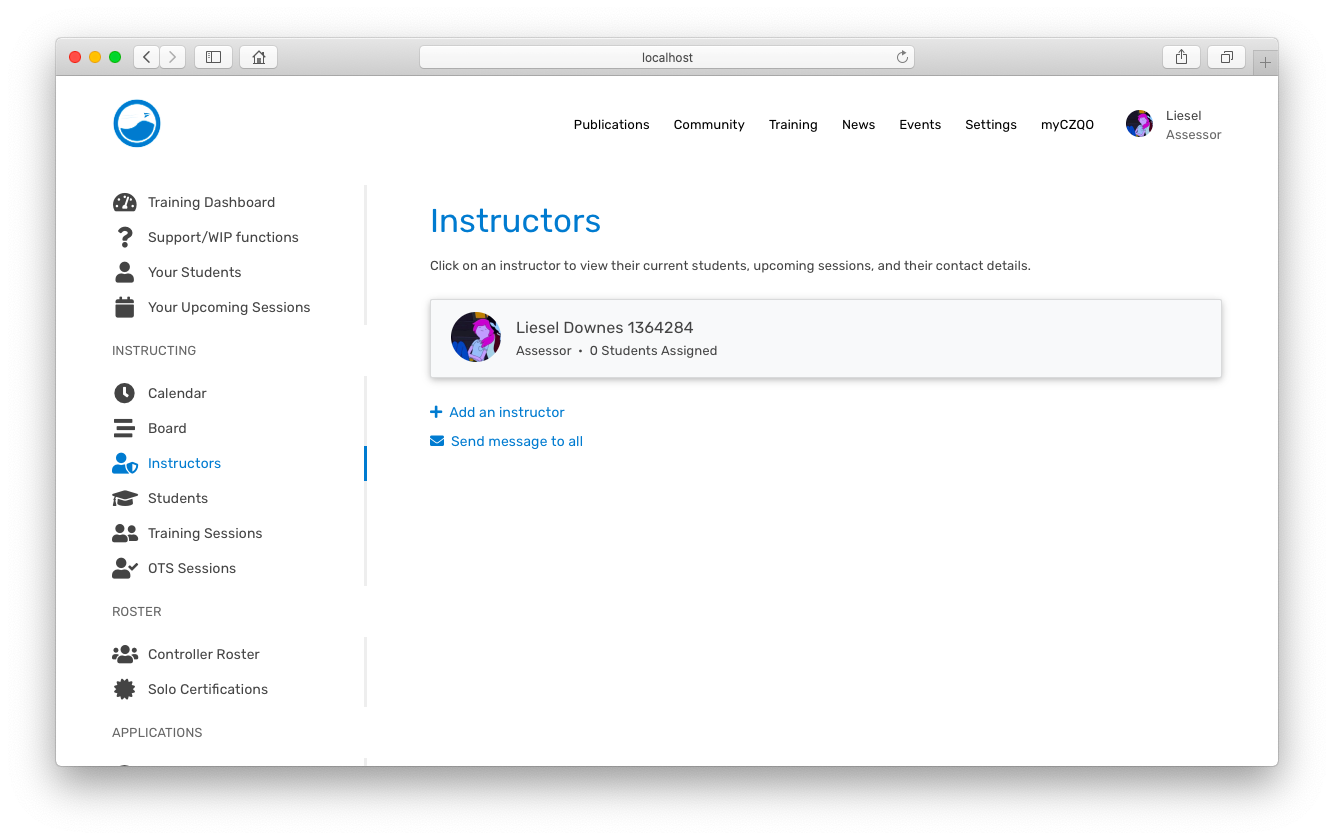 localhost
Publications
Community
Training
News
Events
Settings
myCZQO
Liesel
Assessor
Training Dashboard
Support/WIP functions
Your Students
Your Upcoming Sessions
INSTRUCTING
Calendar
Board
Instructors
Students
Training Sessions
OTS Sessions
ROSTER
Controller Roster
Solo Certifications
APPLICATIONS
Instructors
Click on an instructor to view their current students, upcoming sessions, and their contact details.
Liesel Downes 1364284
Assessor • 0 Students Assigned
Add an instructor
Send message to all